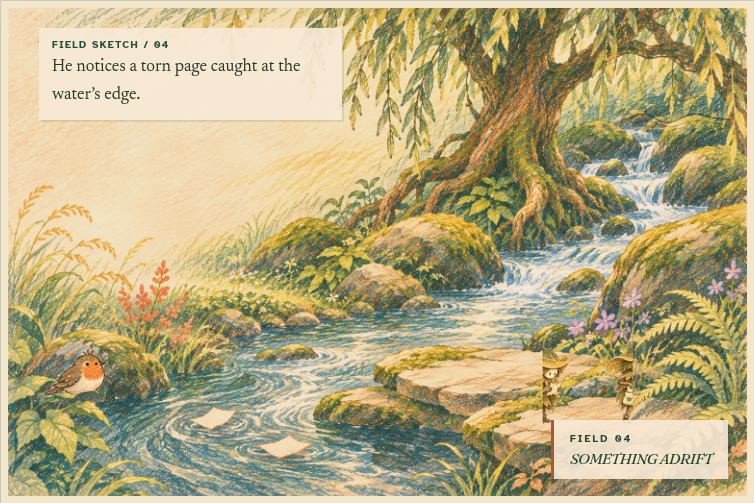 FIELD SKETCH / 04
He notices a torn page caught at the
water’s edge.
FIELD 04
SOMETHING ADRIFT